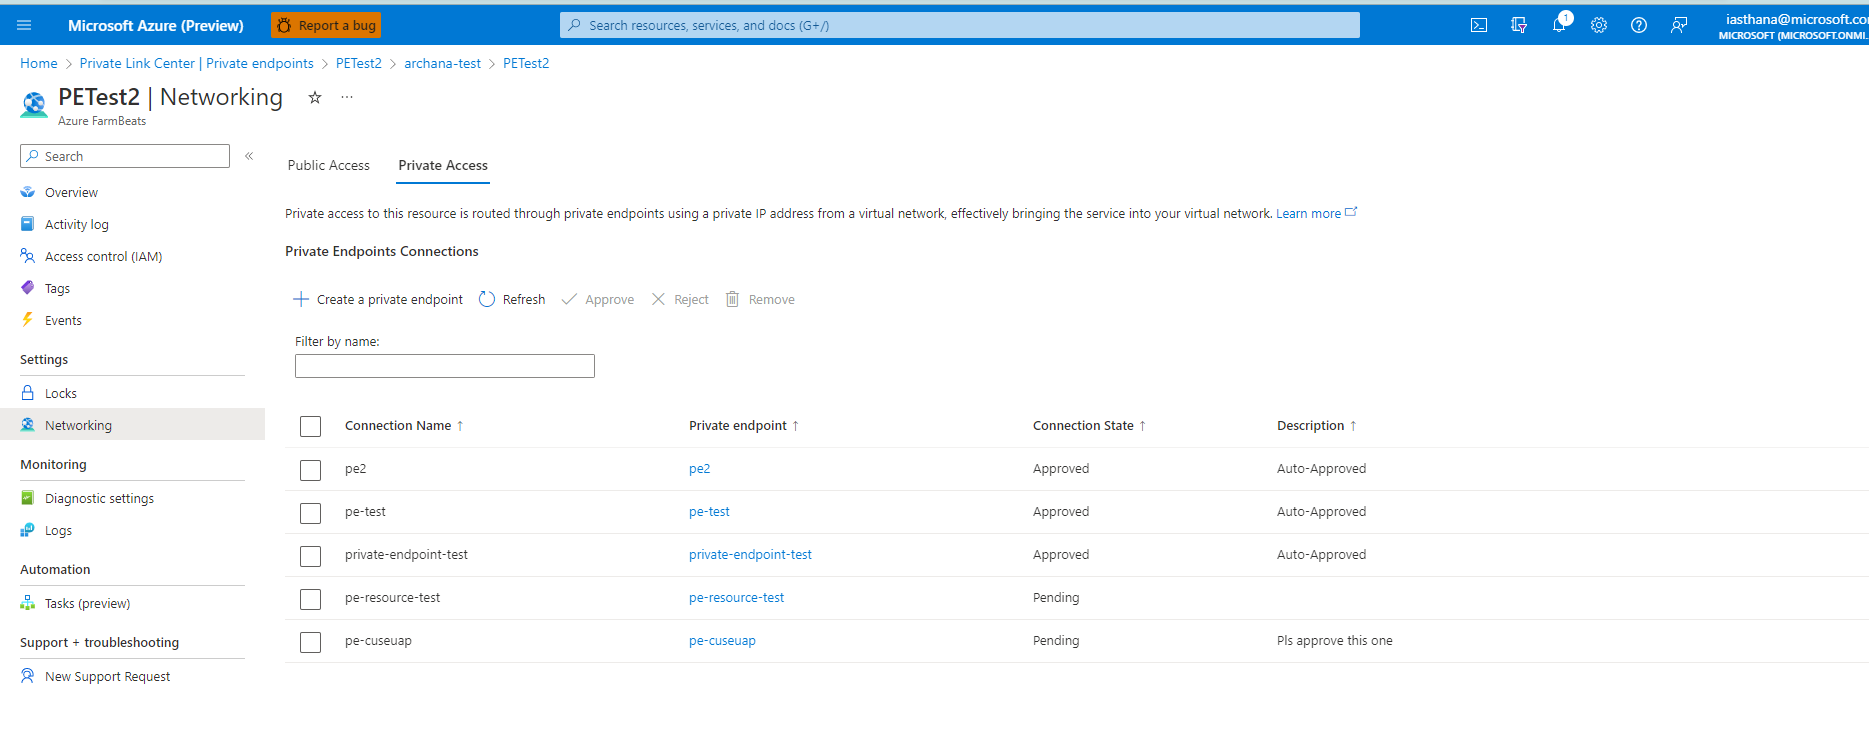 Microsoft Azure (Preview)
Report a bug
Search resources, services, and docs (G+/)
1
iasthana@microsoft.co
MICROSOFT (MICROSOFT.ONMI...
Home > Private Link Center | Private endpoints > PETest2 > archana-test > PETest2
PETest2 | Networking
Azure FarmBeats
Search
Overview
Activity log
Access control (IAM)
Tags
Events
Settings
Locks
Networking
Monitoring
Diagnostic settings
Logs
Automation
Tasks (preview)
Support + troubleshooting
New Support Request
Public Access Private Access
Private access to this resource is routed through private endpoints using a private IP address from a virtual network, effectively bringing the service into your virtual network. Learn more
Private Endpoints Connections
Create a private endpoint Refresh Approve Reject Remove
Filter by name:
Connection Name ↑ Private endpoint ↑ Connection State ↑ Description ↑
pe2 pe2 Approved Auto-Approved
pe-test pe-test Approved Auto-Approved
private-endpoint-test private-endpoint-test Approved Auto-Approved
pe-resource-test pe-resource-test Pending
pe-cuseuap pe-cuseuap Pending Pls approve this one